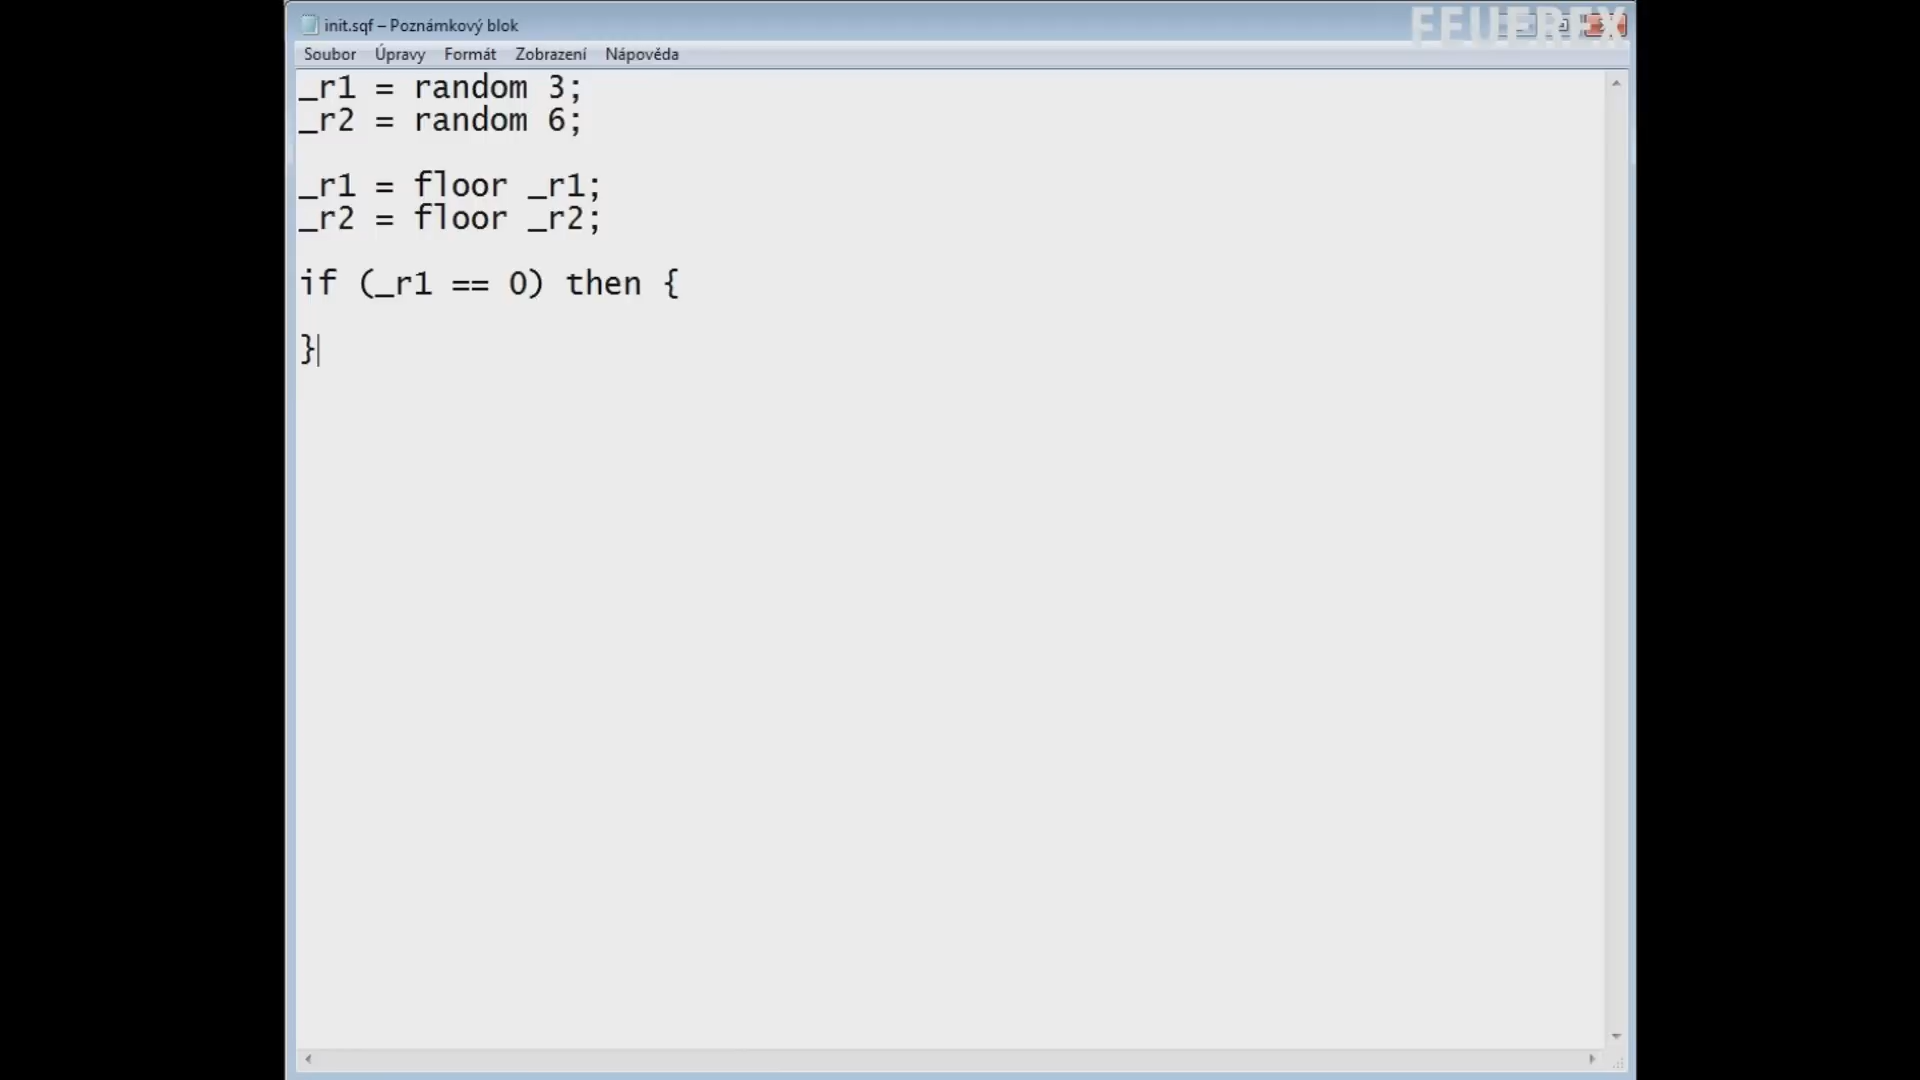 FEUEREX
init.sqf – Poznámkový blok
Soubor Úpravy Formát Zobrazení Nápověda
_r1 = random 3;
_r2 = random 6;
_r1 = floor _r1;
_r2 = floor _r2;
if (_r1 == 0) then {
}